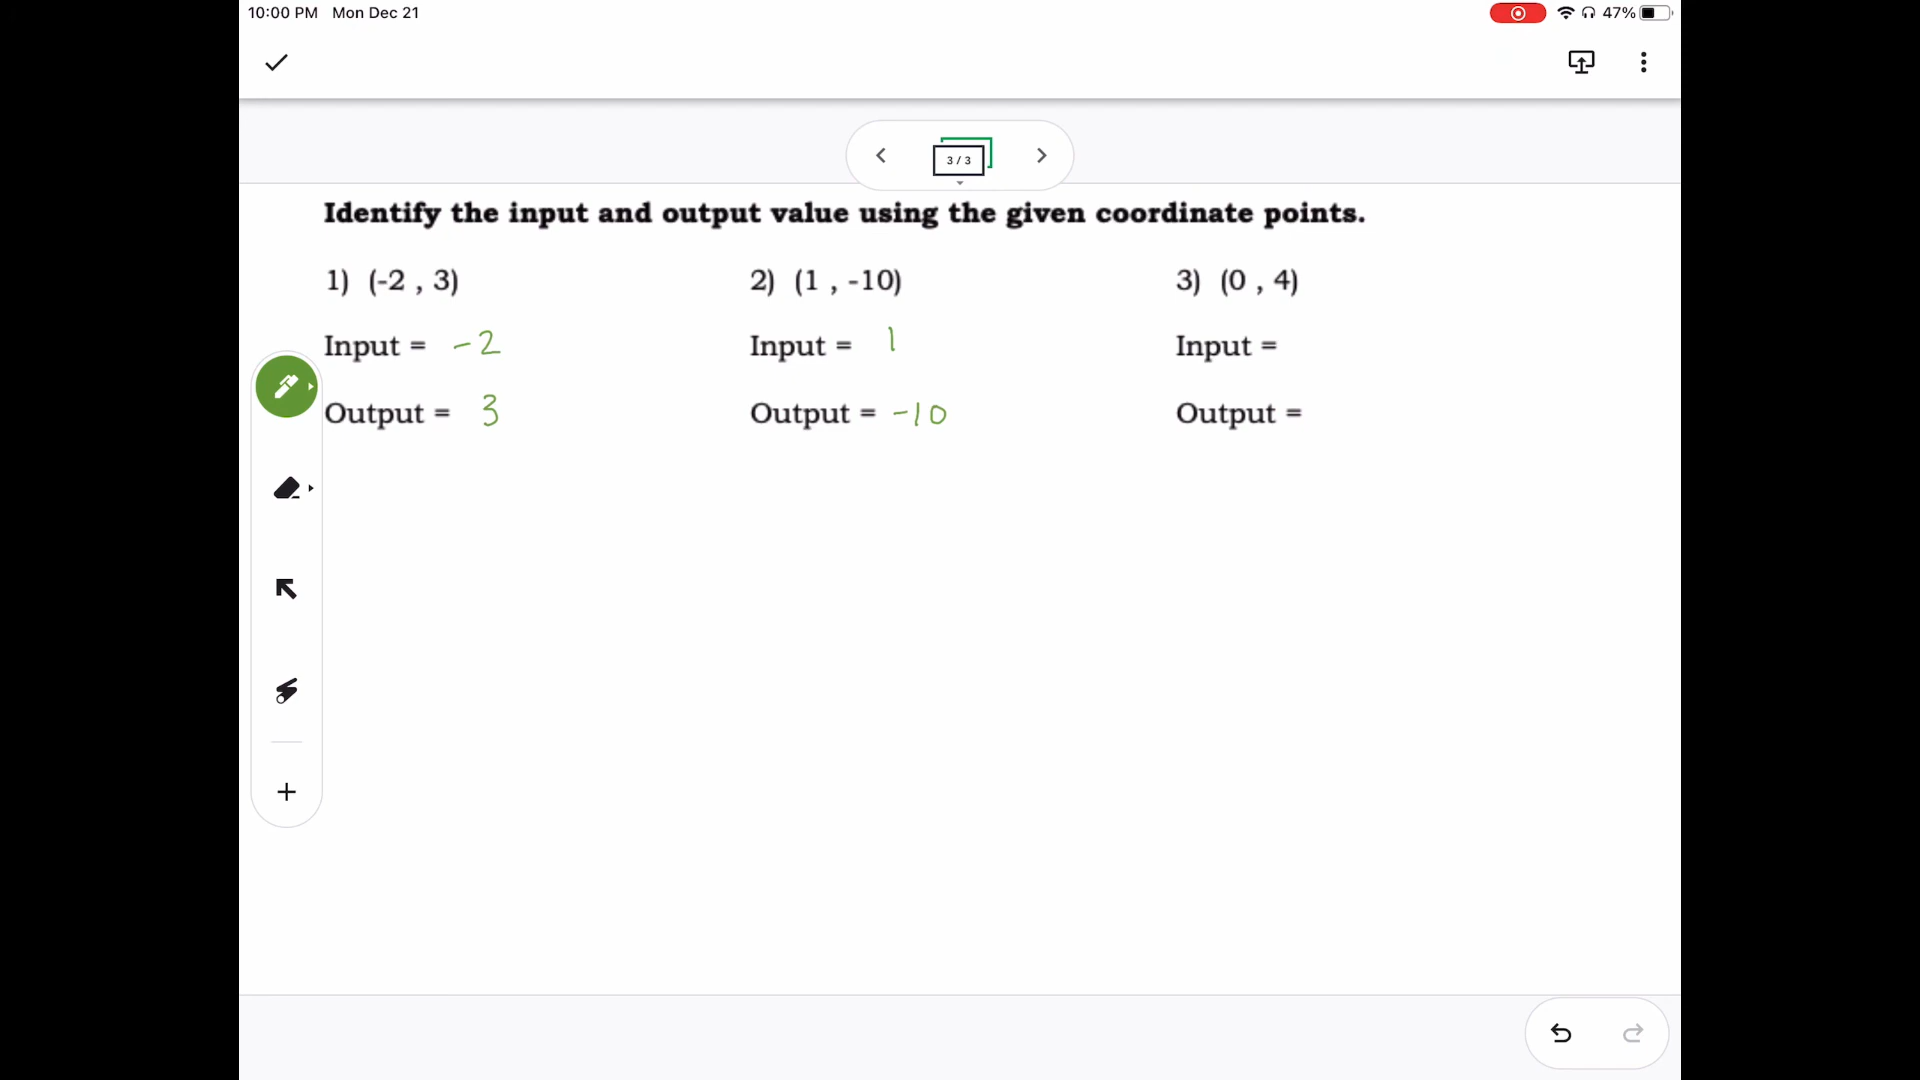 10:00 PM Mon Dec 21
47%
3 / 3
Identify the input and output value using the given coordinate points.
1) (-2 , 3)
2) (1 , -10)
3) (0 , 4)
Input = -2
Input = 1
Input =
Output = 3
Output = -10
Output =